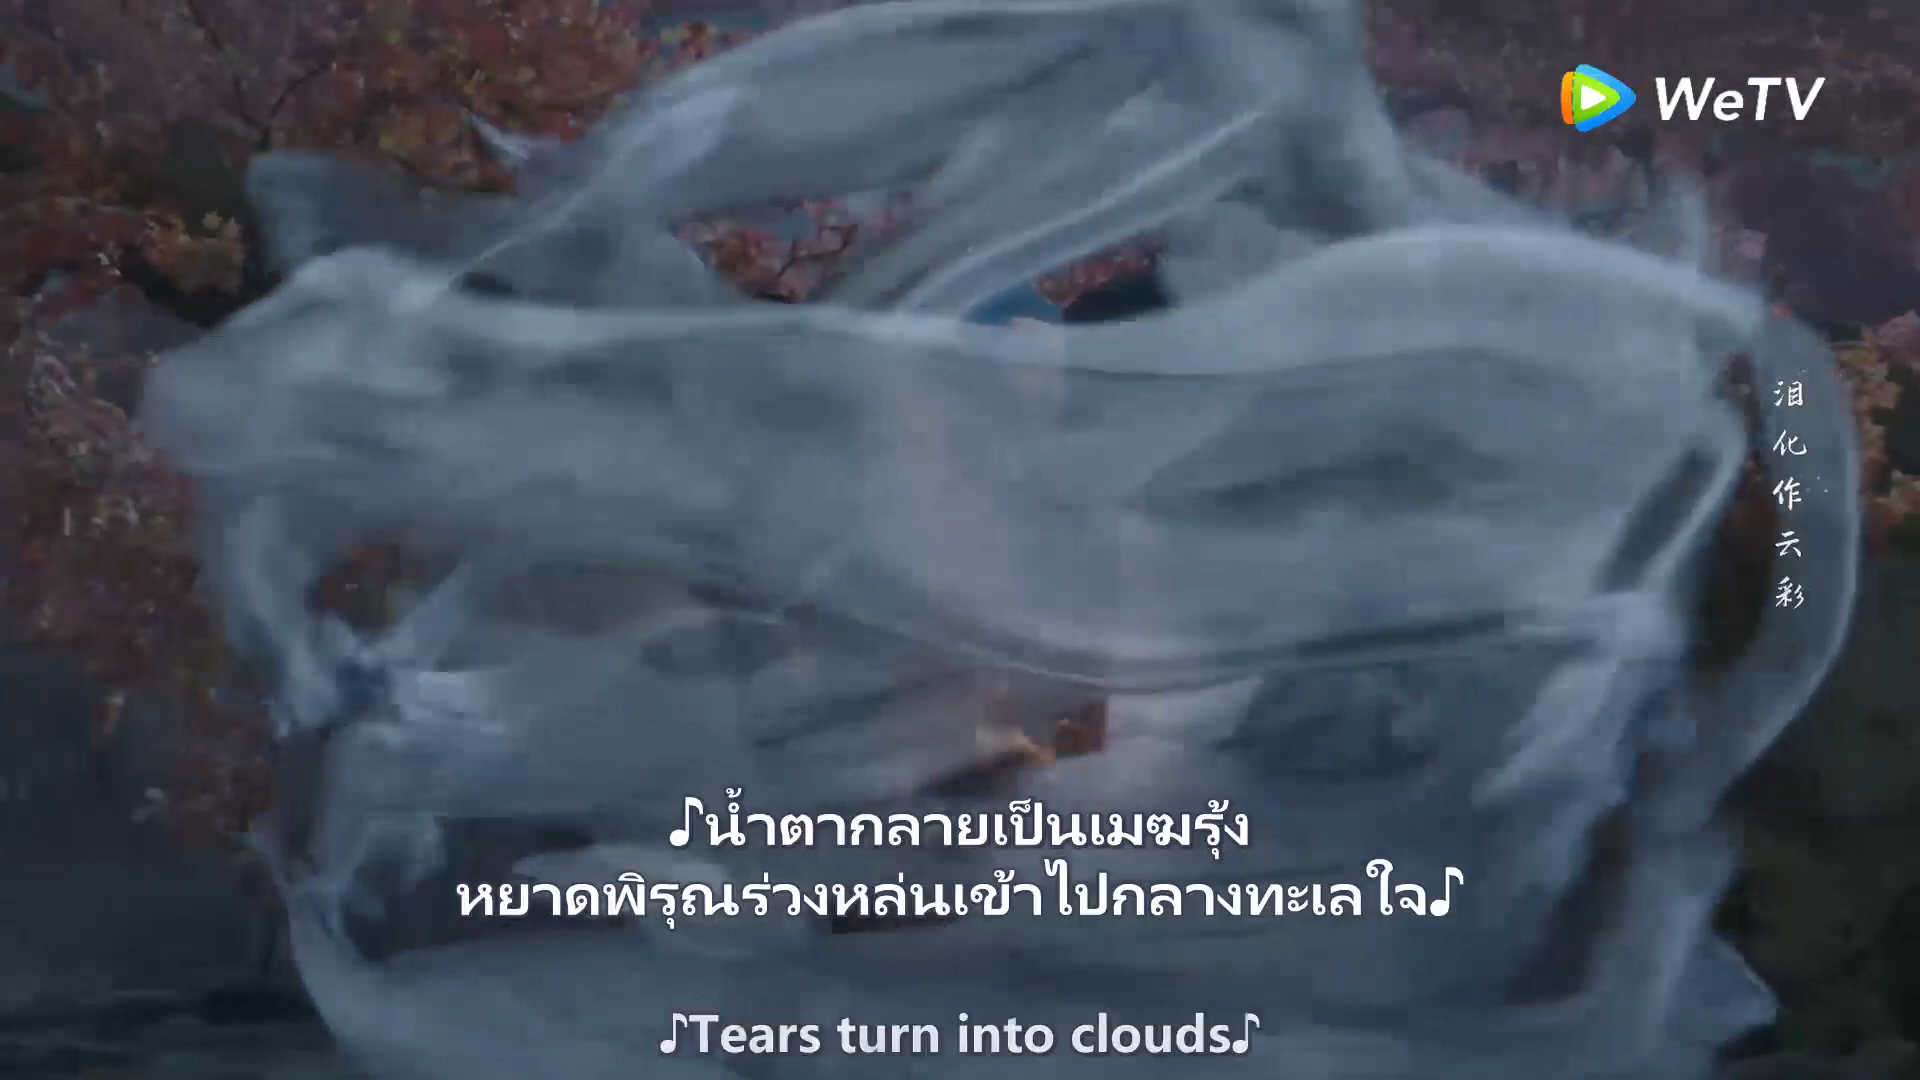 WeTV
泪化作云彩
♪น้ำตากลายเป็นเมฆรุ้ง
หยาดพิรุณร่วงหล่นเข้าไปกลางทะเลใจ♪
♪Tears turn into clouds♪